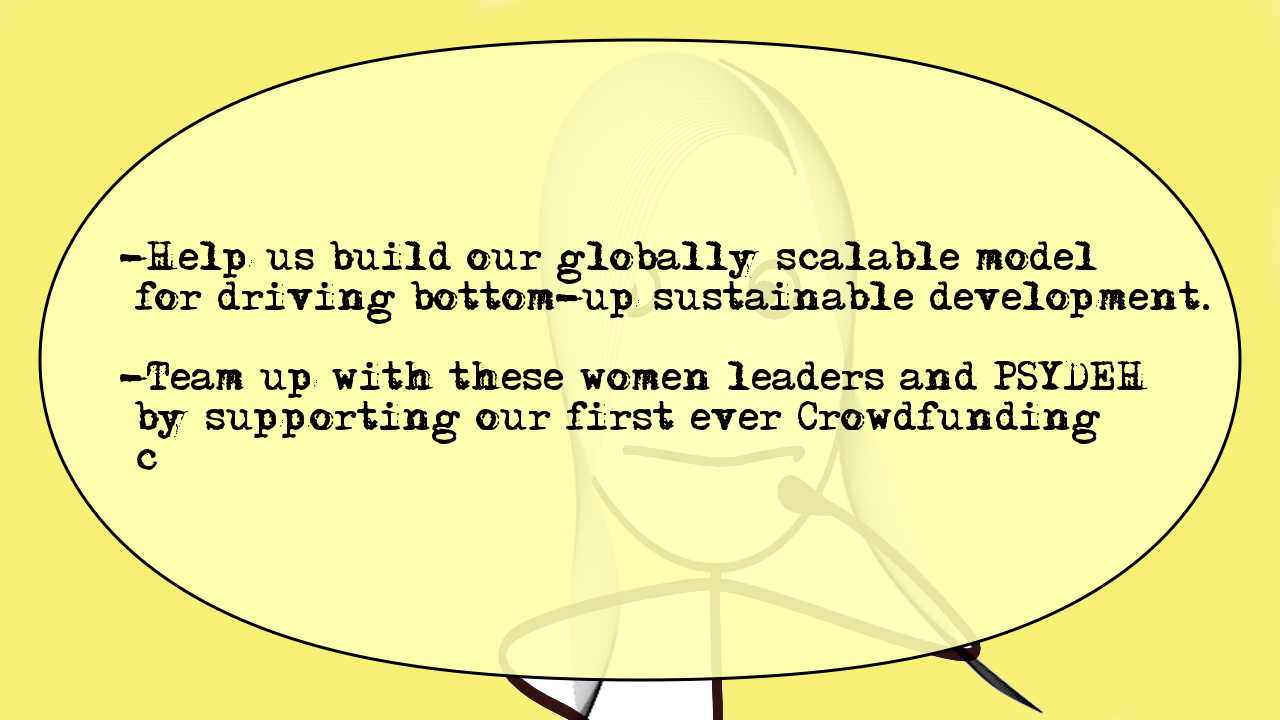 -Help us build our globally scalable model
for driving bottom-up sustainable development.
-Team up with these women leaders and PSYDEH
by supporting our first ever Crowdfunding
c